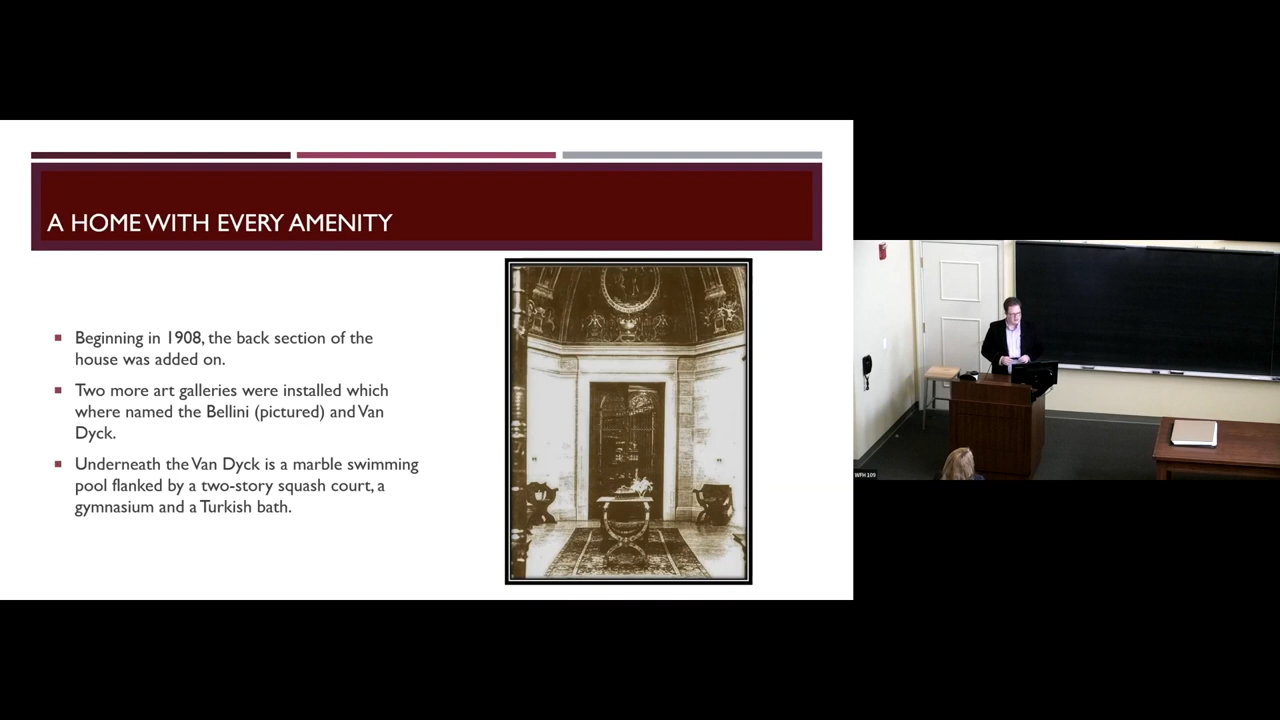 A HOME WITH EVERY AMENITY
Beginning in 1908, the back section of the
house was added on.
Two more art galleries were installed which
where named the Bellini (pictured) and Van
Dyck.
Underneath the Van Dyck is a marble swimming
pool flanked by a two-story squash court, a
gymnasium and a Turkish bath.
WFH 109